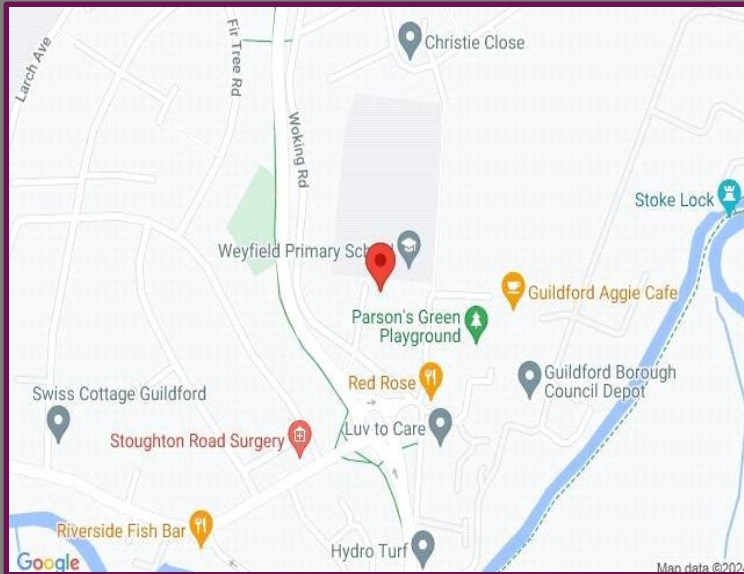 Christie Close
Larch Ave
Fir Tree Rd
Woking Rd
Stoke Lock
Weyfield Primary Sch
Guildford Aggie Cafe
Parson's Green
Playground
Guildford Borough
Council Depot
Red Rose
Swiss Cottage Guildford
Luv to Care
Stoughton Road Surgery
Riverside Fish Bar
Hydro Turf
Google
Map data ©2024